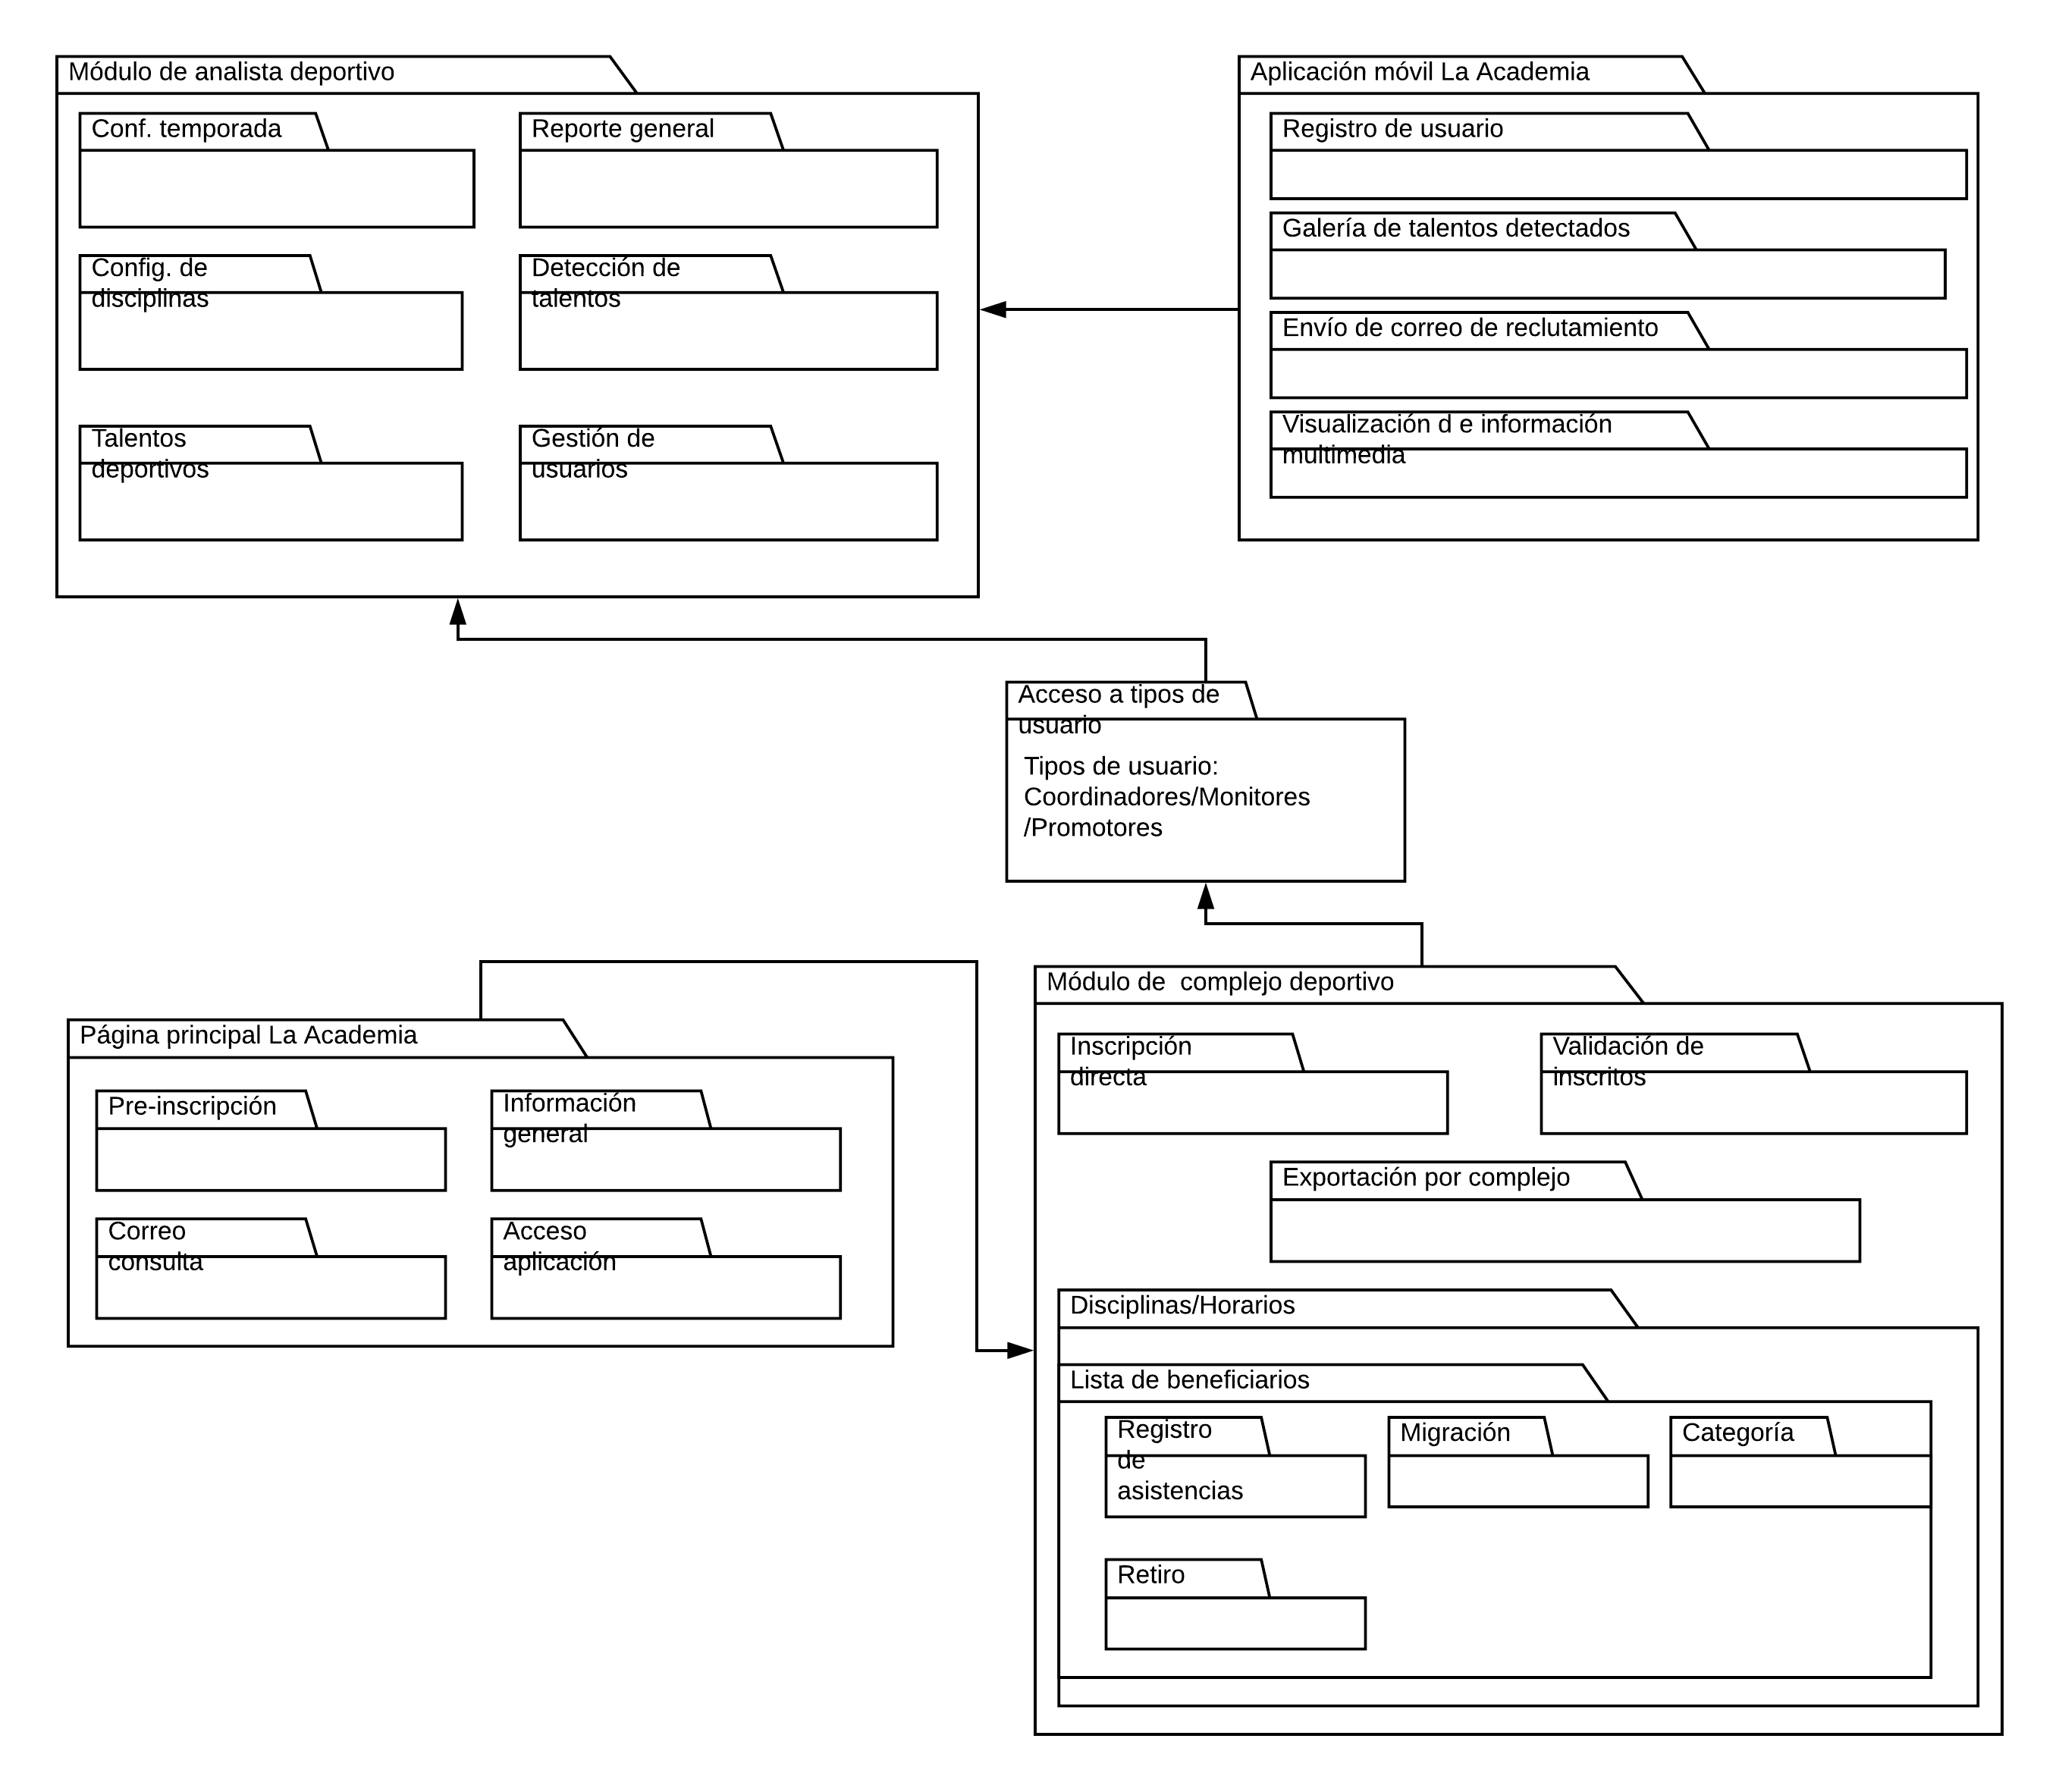 Módulo de analista deportivo
Conf. temporada
Reporte general
Config. de
disciplinas
Detección de
talentos
Talentos
deportivos
Gestión de
usuarios
Aplicación móvil La Academia
Registro de usuario
Galería de talentos detectados
Envío de correo de reclutamiento
Visualización d e información
multimedia
Acceso a tipos de
usuario
Tipos de usuario:
Coordinadores/Monitores
/Promotores
Página principal La Academia
Pre-inscripción
Información
general
Correo
consulta
Acceso
aplicación
Módulo de  complejo deportivo
Inscripción
directa
Validación de
inscritos
Exportación por complejo
Disciplinas/Horarios
Lista de beneficiarios
Registro
de
asistencias
Migración
Categoría
Retiro